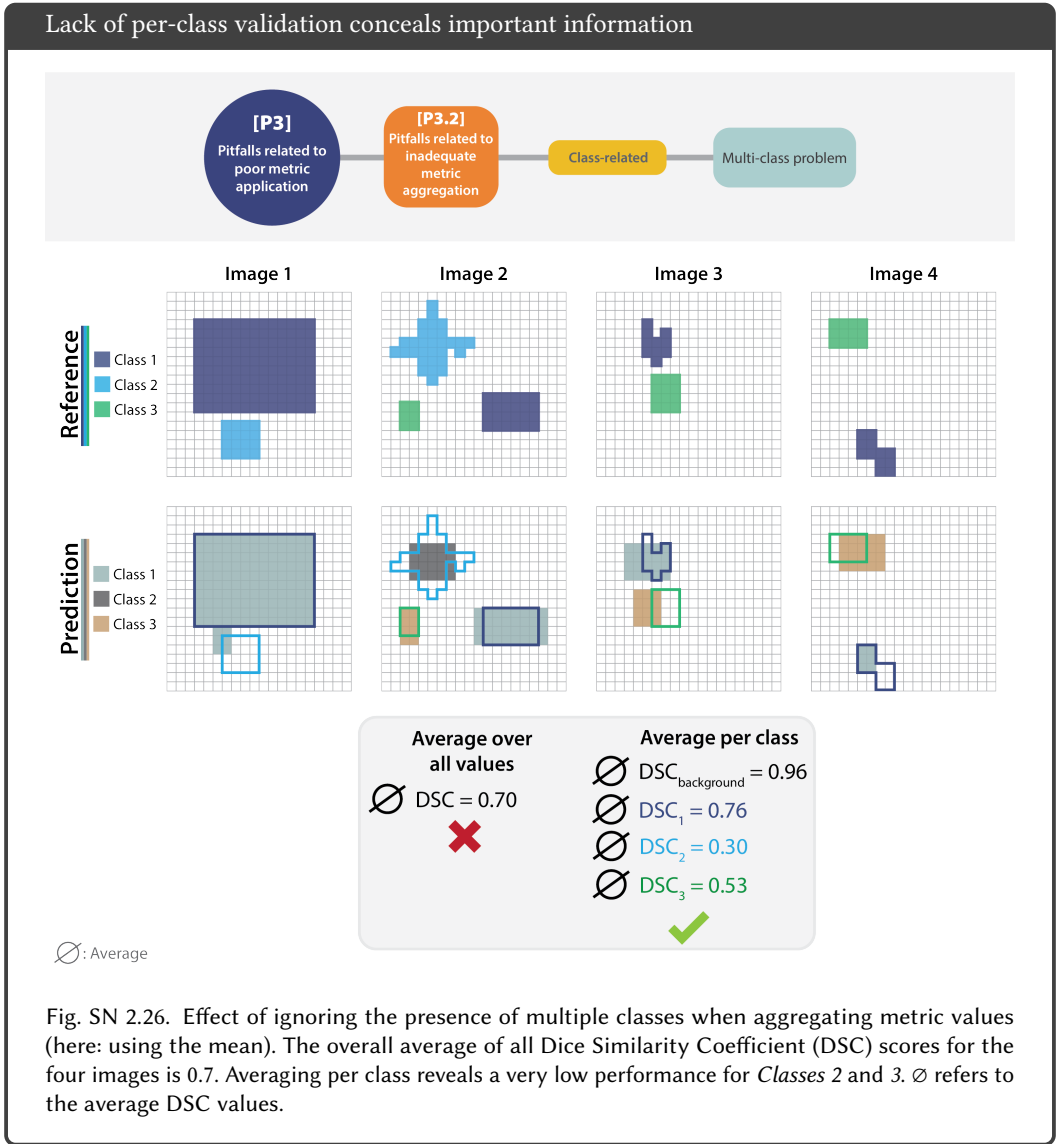 Lack of per-class validation conceals important information
[P3]
Pitfalls related to
poor metric
application
[P3.2]
Pitfalls related to
inadequate
metric
aggregation
Class-related
Multi-class problem
Image 1
Image 2
Image 3
Image 4
Reference
Class 1
Class 2
Class 3
Prediction
Class 1
Class 2
Class 3
Average over
all values
∅ DSC = 0.70
Average per class
∅ DSC background = 0.96
∅ DSC1 = 0.76
∅ DSC2 = 0.30
∅ DSC3 = 0.53
∅ : Average
Fig. SN 2.26. Effect of ignoring the presence of multiple classes when aggregating metric values
(here: using the mean). The overall average of all Dice Similarity Coefficient (DSC) scores for the
four images is 0.7. Averaging per class reveals a very low performance for Classes 2 and 3. ∅ refers to
the average DSC values.